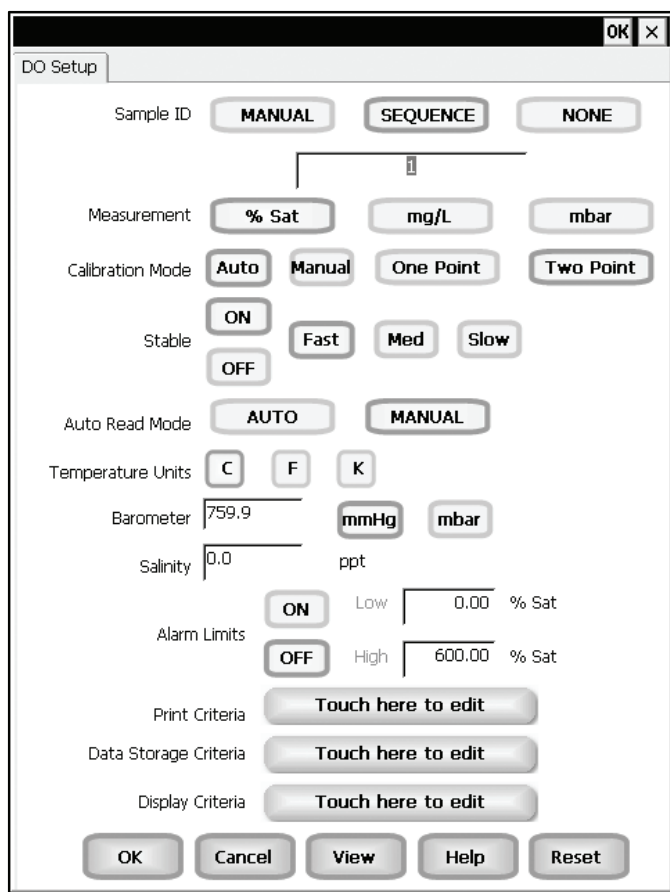 OK ×
DO Setup
Sample ID MANUAL SEQUENCE NONE
1
Measurement % Sat mg/L mbar
Calibration Mode Auto Manual One Point Two Point
ON
Stable Fast Med Slow
OFF
Auto Read Mode AUTO MANUAL
Temperature Units C F K
Barometer 759.9 mmHg mbar
Salinity 0.0 ppt
ON Low 0.00 % Sat
Alarm Limits
OFF High 600.00 % Sat
Print Criteria Touch here to edit
Data Storage Criteria Touch here to edit
Display Criteria Touch here to edit
OK Cancel View Help Reset